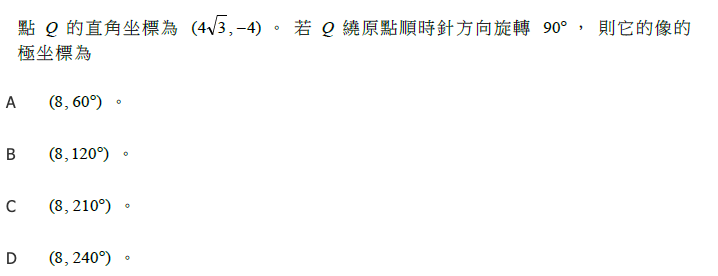 點 Q 的直角坐標為 (4√3, −4) 。 若 Q 繞原點順時針方向旋轉 90° ， 則它的像的
極坐標為
A (8, 60°) 。
B (8, 120°) 。
C (8, 210°) 。
D (8, 240°) 。